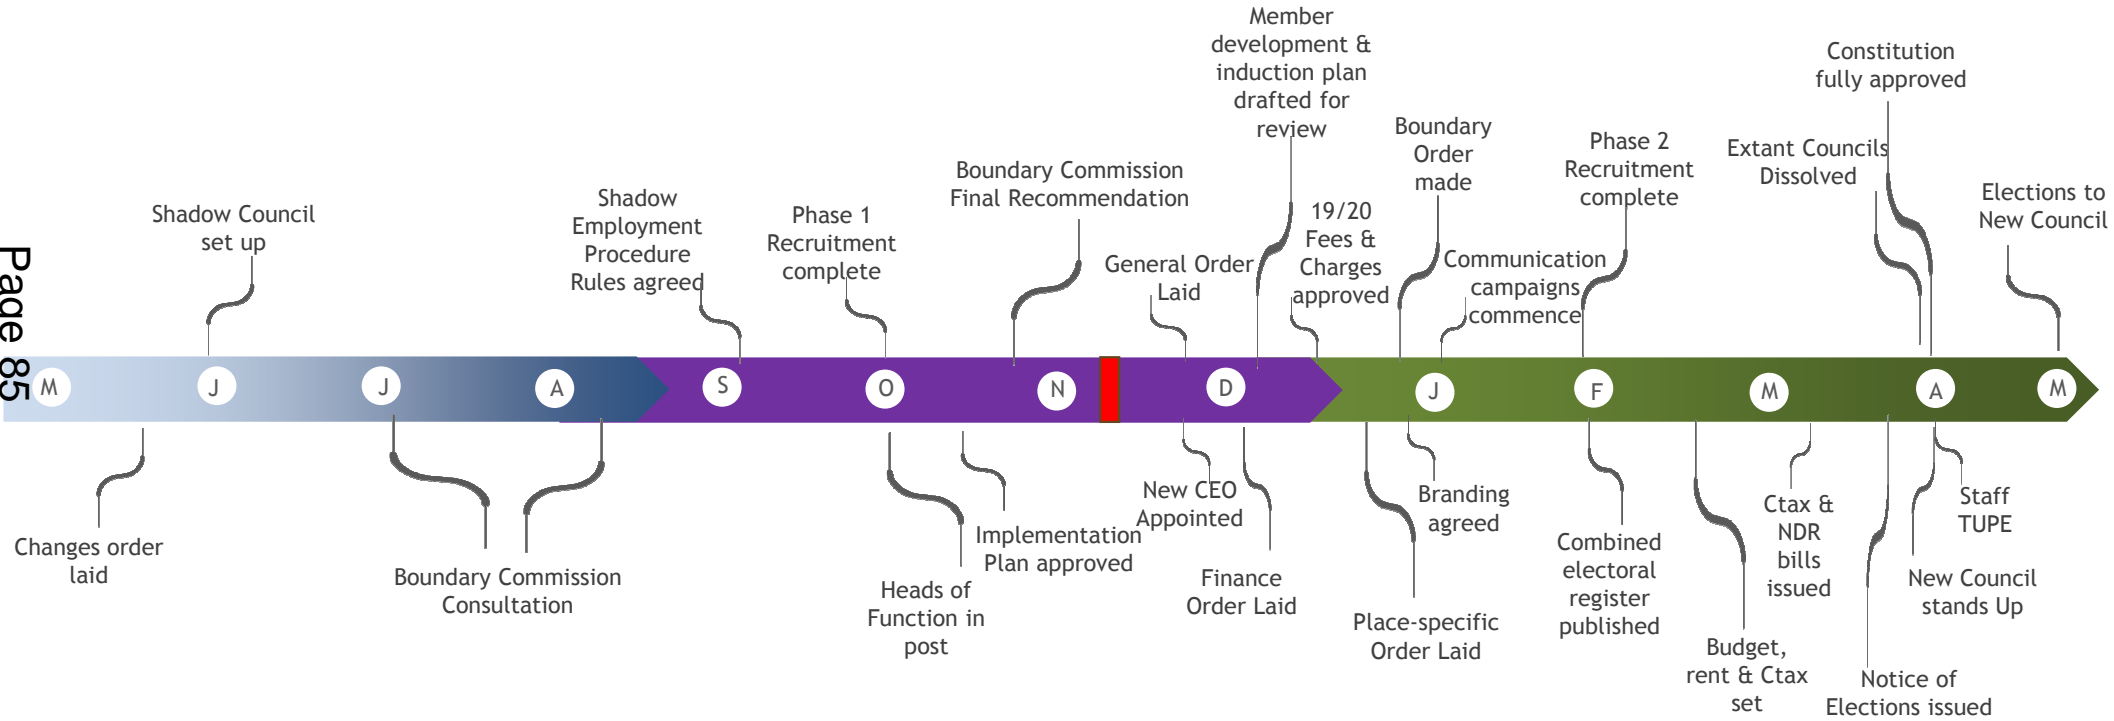 Member
development &
induction plan
drafted for
review
Constitution
fully approved
Boundary
Order
made
Phase 2
Recruitment
complete
Extant Councils
Dissolved
Boundary Commission
Final Recommendation
Elections to
New Council
Shadow
Employment
Procedure
Rules agreed
Shadow Council
set up
Phase 1
Recruitment
complete
19/20
Fees &
Charges
approved
General Order
Laid
Communication
campaigns
commence
Page 85
M
J
J
A
S
O
N
D
J
F
M
A
M
Changes order
laid
Boundary Commission
Consultation
Heads of
Function in
post
Implementation
Plan approved
New CEO
Appointed
Finance
Order Laid
Place-specific
Order Laid
Branding
agreed
Combined
electoral
register
published
Budget,
rent & Ctax
set
Ctax &
NDR
bills
issued
Notice of
Elections issued
New Council
stands Up
Staff
TUPE